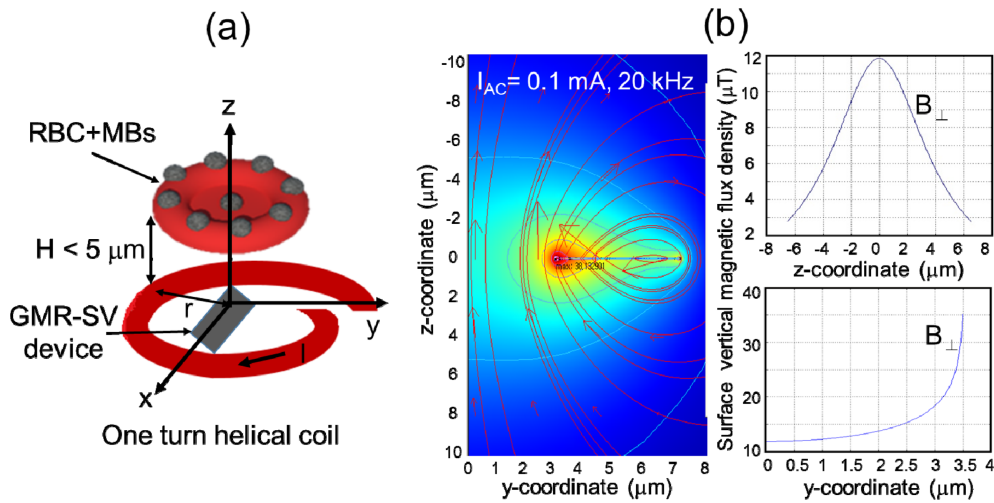 (a)
RBC+MBs
z
H < 5 μm
GMR-SV
device
r
y
I
x
One turn helical coil
(b)
I_AC= 0.1 mA, 20 kHz
z-coordinate (μm)
-10
-8
-6
-4
-2
0
2
4
6
8
10
0 1 2 3 4 5 6 7 8
y-coordinate (μm)
Surface vertical magnetic flux density (μT)
12
10
8
6
4
2
B⊥
-8 -6 -4 -2 0 2 4 6 8
z-coordinate (μm)
40
30
20
10
B⊥
0 0.5 1 1.5 2 2.5 3 3.5 4
y-coordinate (μm)